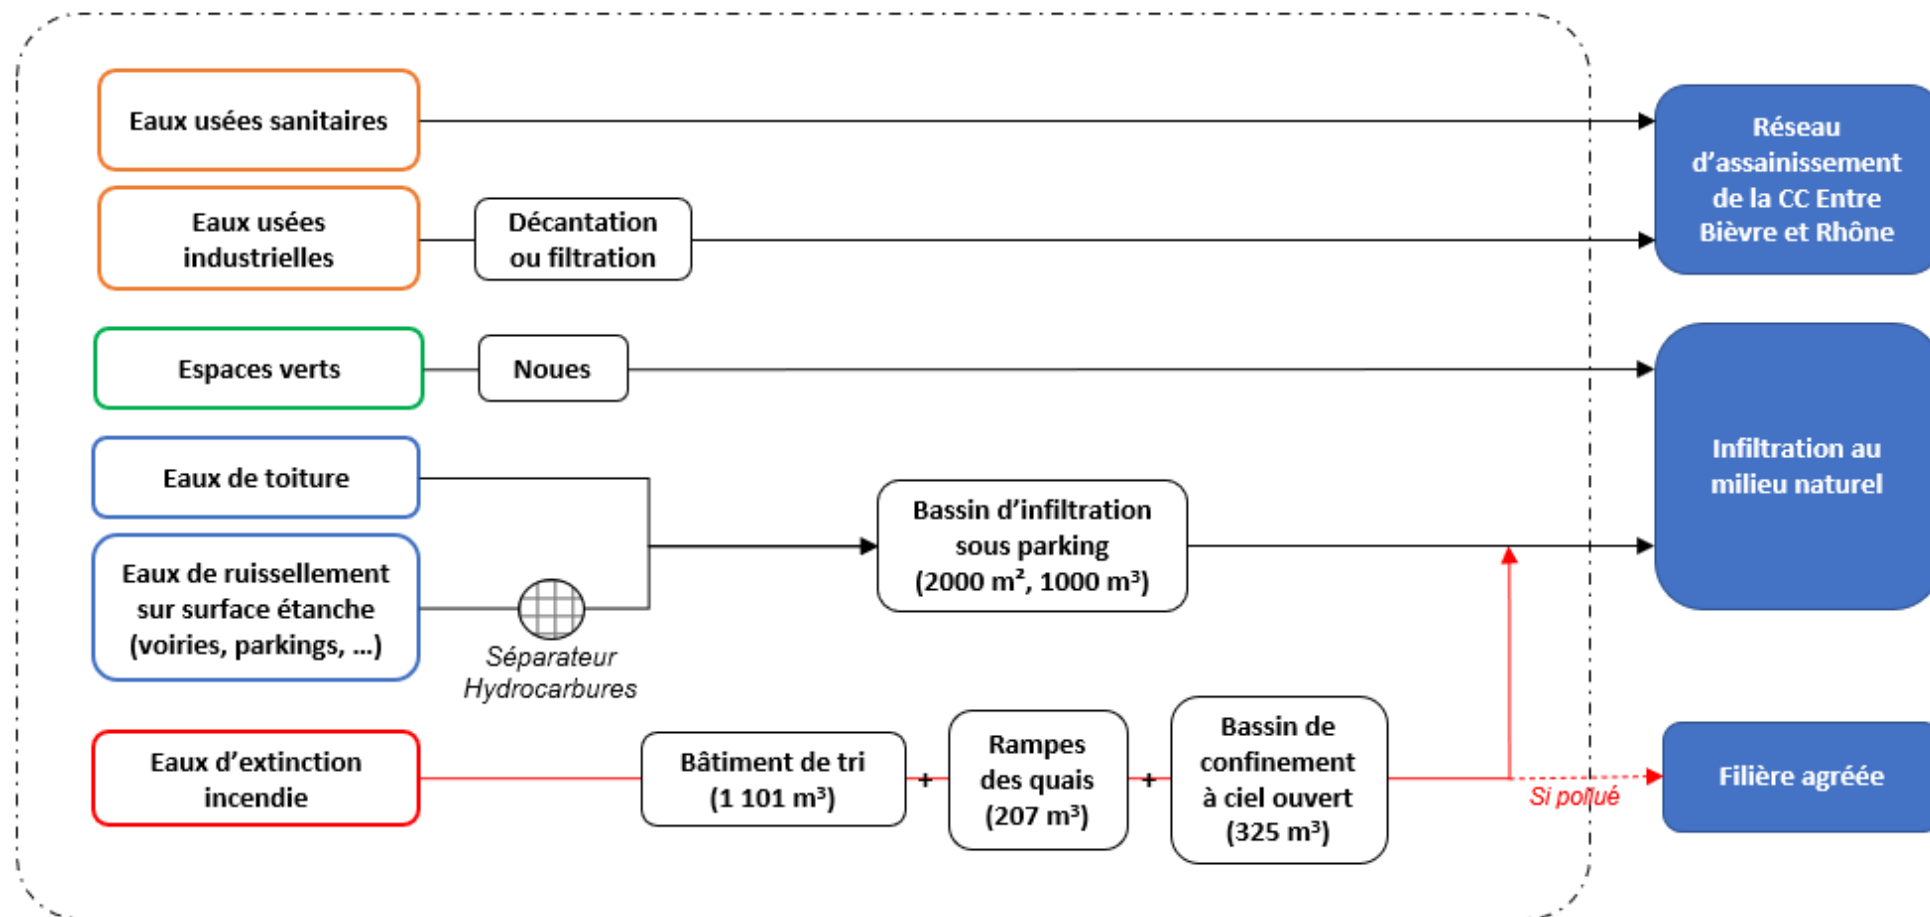 Eaux usées sanitaires
Réseau
d'assainissement
de la CC Entre
Bièvre et Rhône
Eaux usées
industrielles
Décantation
ou filtration
Espaces verts
Noues
Infiltration au
milieu naturel
Eaux de toiture
Eaux de ruissellement
sur surface étanche
(voiries, parkings, ...)
Séparateur
Hydrocarbures
Bassin d'infiltration
sous parking
(2000 m², 1000 m³)
Eaux d'extinction
incendie
Bâtiment de tri
(1 101 m³)
+
Rampes
des quais
(207 m³)
+
Bassin de
confinement
à ciel ouvert
(325 m³)
Si pollué
Filière agréée